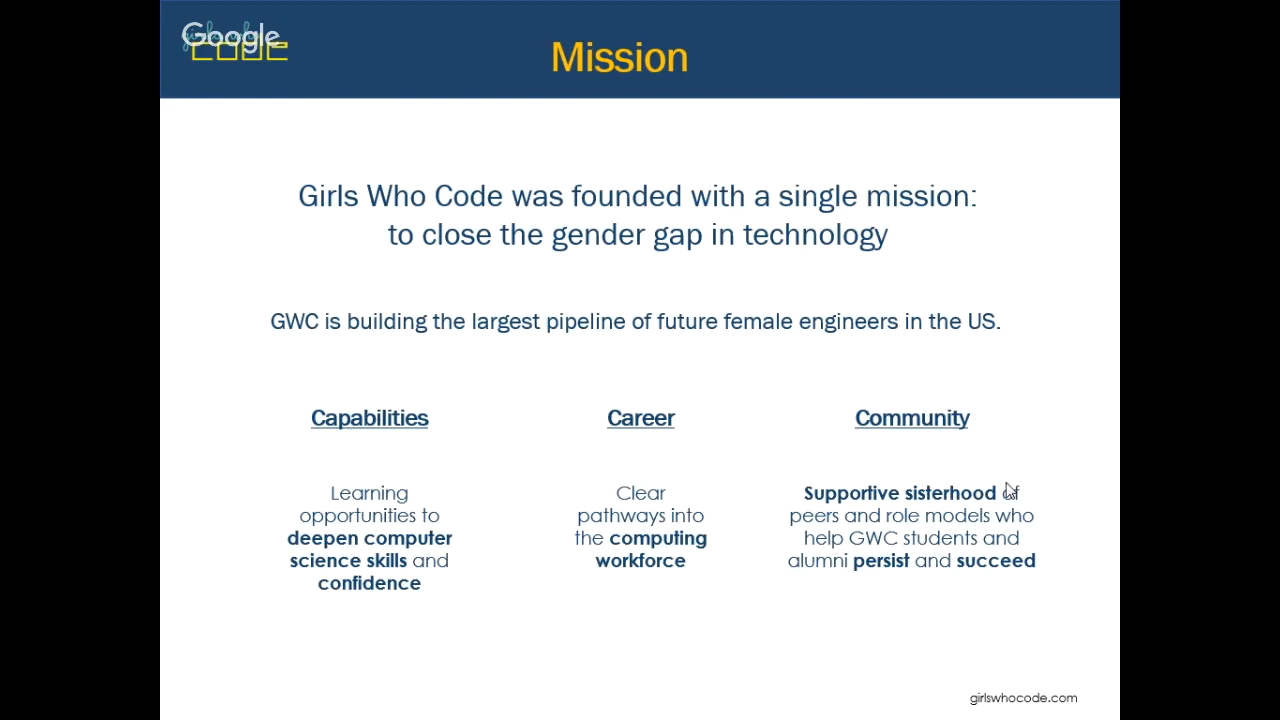 Google
CODE
Mission
Girls Who Code was founded with a single mission:
to close the gender gap in technology
GWC is building the largest pipeline of future female engineers in the US.
Capabilities
Learning
opportunities to
deepen computer
science skills and
confidence
Career
Clear
pathways into
the computing
workforce
Community
Supportive sisterhood of
peers and role models who
help GWC students and
alumni persist and succeed
girlswhocode.com